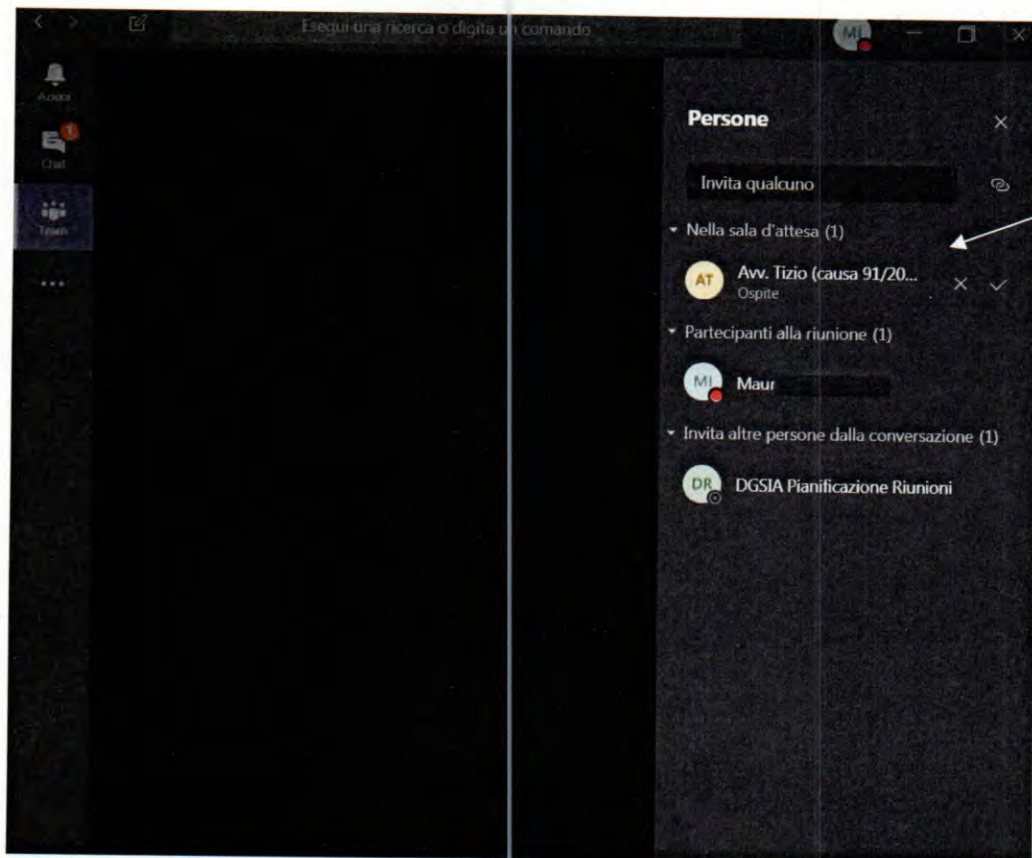 Esegui una ricerca o digita un comando
MI
Chat
1
Team
Persone
Invita qualcuno
Nella sala d'attesa (1)
AT
Avv. Tizio (causa 91/20...
Ospite
Partecipanti alla riunione (1)
MI
Maur
Invita altre persone dalla conversazione (1)
DR
DGSIA Pianificazione Riunioni